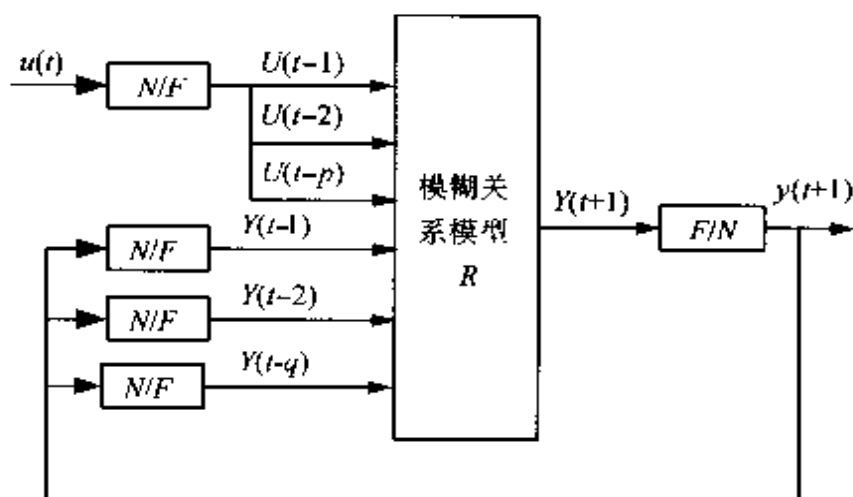 u(t)
N/F
U(t-1)
U(t-2)
U(t-p)
N/F
Y(t-1)
N/F
Y(t-2)
N/F
Y(t-q)
模糊关
系模型
R
Y(t+1)
F/N
y(t+1)